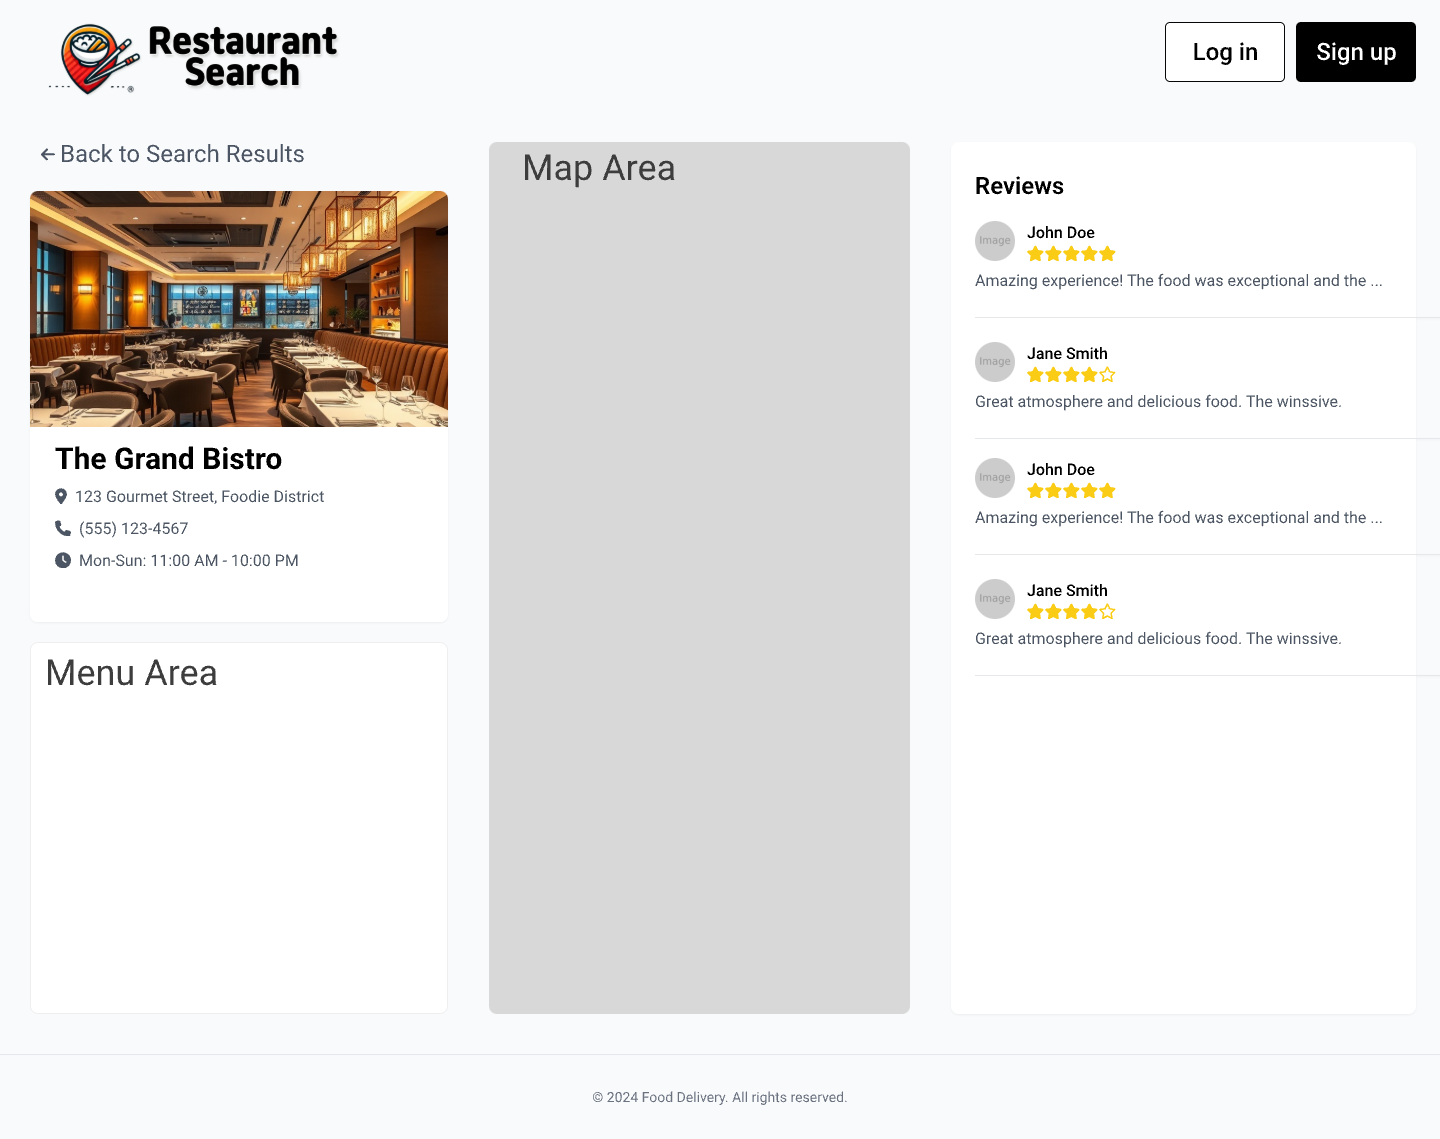 Restaurant
Search
®
Log in
Sign up
Back to Search Results
The Grand Bistro
123 Gourmet Street, Foodie District
(555) 123-4567
Mon-Sun: 11:00 AM - 10:00 PM
Menu Area
Map Area
Reviews
Image
John Doe
Amazing experience! The food was exceptional and the ...
Image
Jane Smith
Great atmosphere and delicious food. The winssive.
Image
John Doe
Amazing experience! The food was exceptional and the ...
Image
Jane Smith
Great atmosphere and delicious food. The winssive.
© 2024 Food Delivery. All rights reserved.